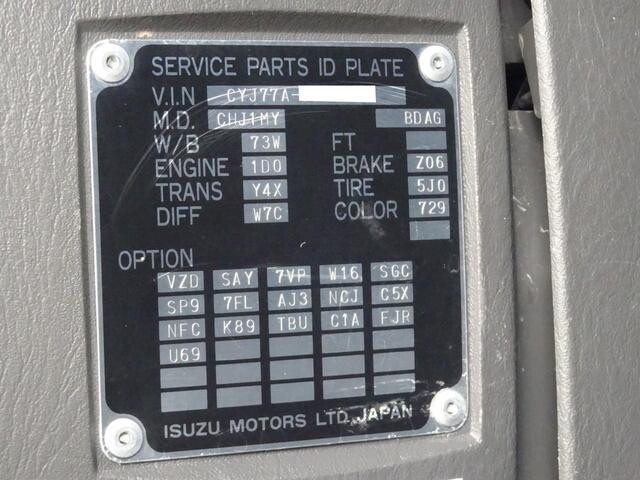 SERVICE PARTS ID PLATE
V.I.N CYJ77A-
M.D. CHJ1MY BDAG
W/B 73W FT
ENGINE 1D0 BRAKE Z06
TRANS Y4X TIRE 5J0
DIFF W7C COLOR 729
OPTION
VZD SAY 7VP W16 SGC
SP9 7FL AJ3 NCJ C5X
NFC K89 TBU C1A FJR
U69
ISUZU MOTORS LTD. JAPAN